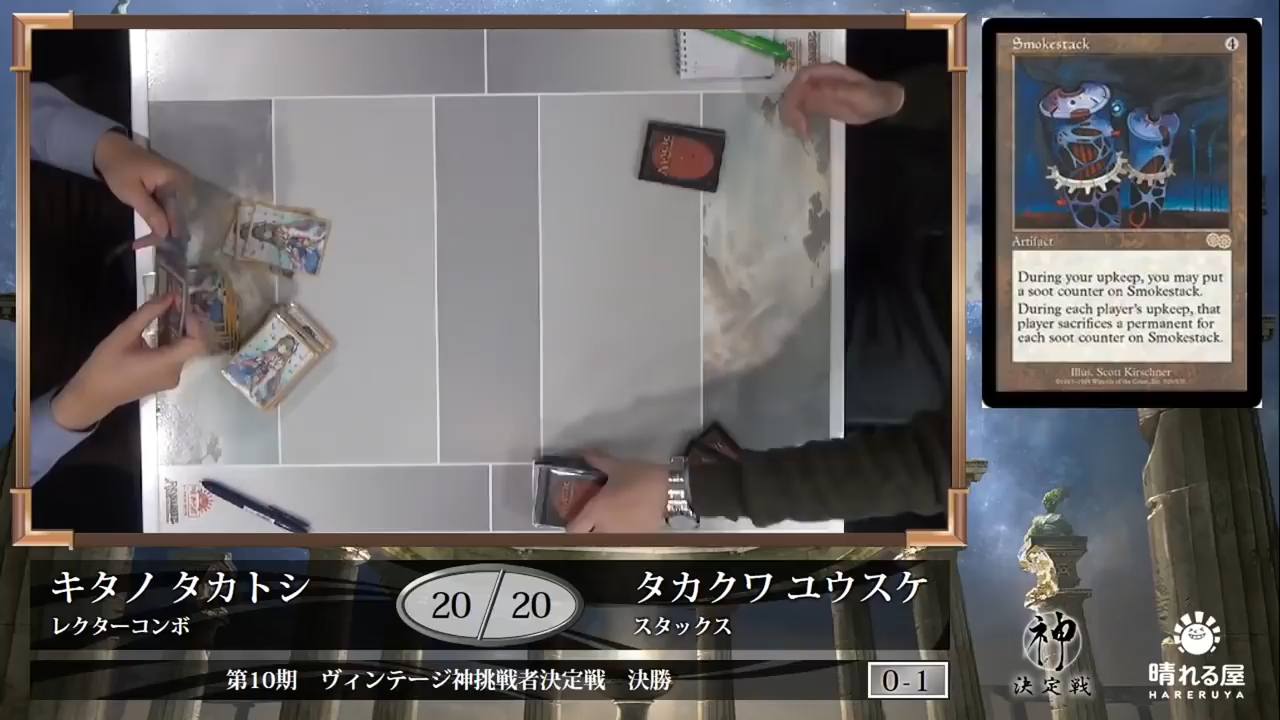 Smokestack 4
Artifact
During your upkeep, you may put
a soot counter on Smokestack.
During each player's upkeep, that
player sacrifices a permanent for
each soot counter on Smokestack.
Illus. Scott Kirschner
キタノ タカトシ
レクターコンボ
20 / 20
タカクワ ユウスケ
スタックス
第10期 ヴィンテージ神挑戦者決定戦 決勝
0-1
神
決定戦
晴れる屋
HARERUYA